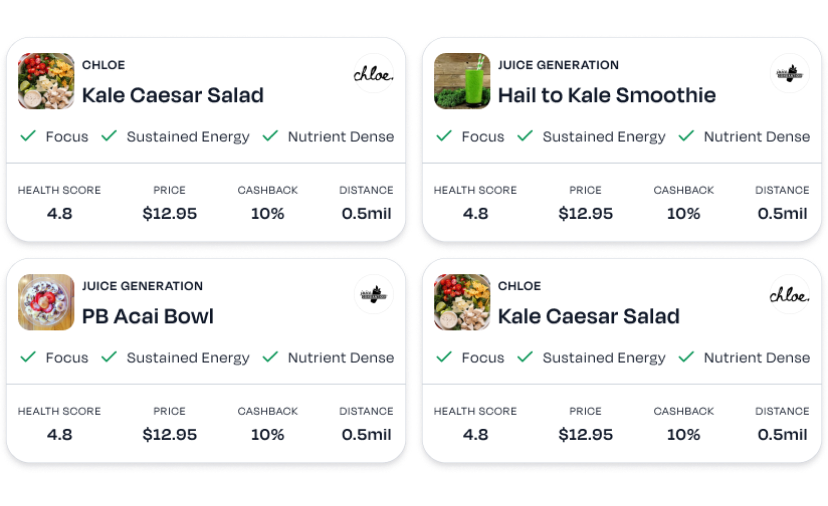 CHLOE
chloe.
Kale Caesar Salad
Focus Sustained Energy Nutrient Dense
HEALTH SCORE PRICE CASHBACK DISTANCE
4.8 $12.95 10% 0.5mil
JUICE GENERATION
Hail to Kale Smoothie
Focus Sustained Energy Nutrient Dense
HEALTH SCORE PRICE CASHBACK DISTANCE
4.8 $12.95 10% 0.5mil
JUICE GENERATION
PB Acai Bowl
Focus Sustained Energy Nutrient Dense
HEALTH SCORE PRICE CASHBACK DISTANCE
4.8 $12.95 10% 0.5mil
CHLOE
chloe.
Kale Caesar Salad
Focus Sustained Energy Nutrient Dense
HEALTH SCORE PRICE CASHBACK DISTANCE
4.8 $12.95 10% 0.5mil